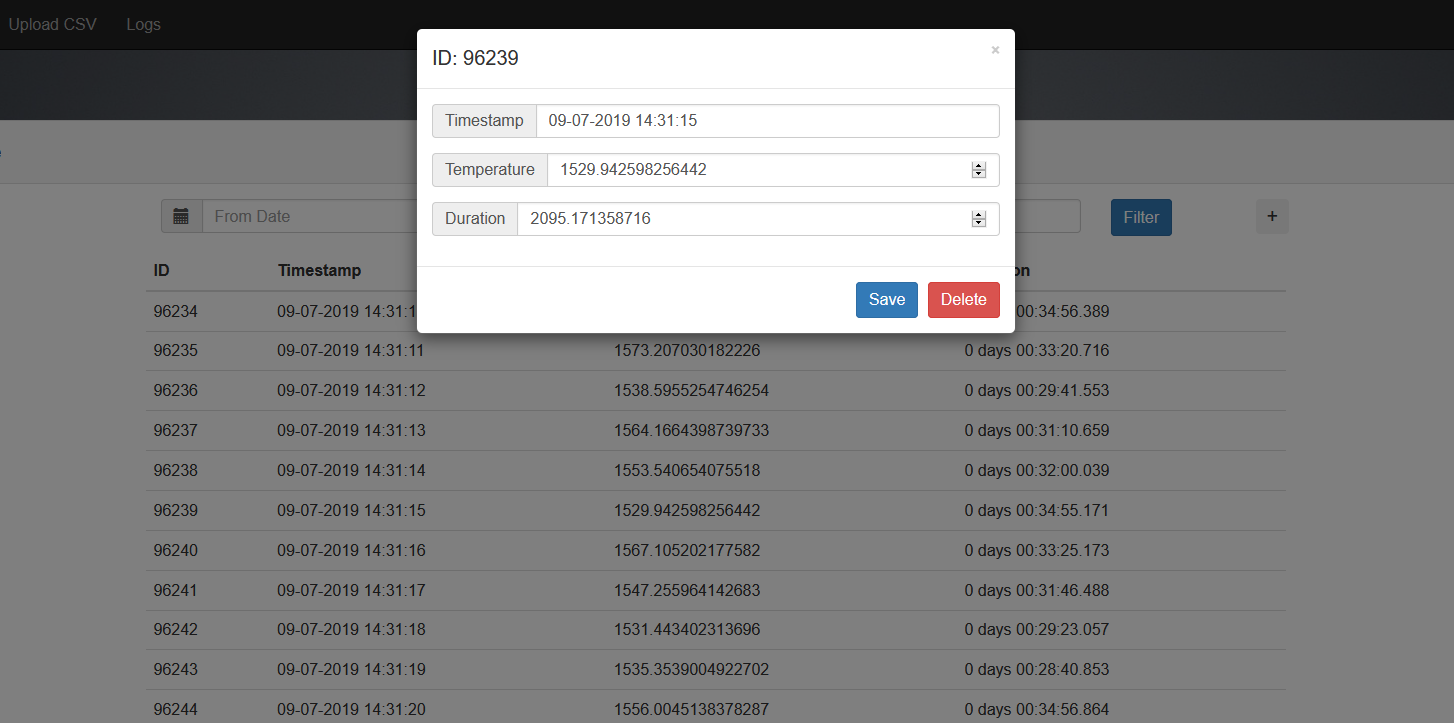 Upload CSV Logs
ID: 96239 ×
Timestamp 09-07-2019 14:31:15
Temperature 1529.942598256442
Duration 2095.171358716
Save Delete
From Date Filter +
ID Timestamp
96234 09-07-2019 14:31:1 00:34:56.389
96235 09-07-2019 14:31:11 1573.207030182226 0 days 00:33:20.716
96236 09-07-2019 14:31:12 1538.5955254746254 0 days 00:29:41.553
96237 09-07-2019 14:31:13 1564.1664398739733 0 days 00:31:10.659
96238 09-07-2019 14:31:14 1553.540654075518 0 days 00:32:00.039
96239 09-07-2019 14:31:15 1529.942598256442 0 days 00:34:55.171
96240 09-07-2019 14:31:16 1567.105202177582 0 days 00:33:25.173
96241 09-07-2019 14:31:17 1547.255964142683 0 days 00:31:46.488
96242 09-07-2019 14:31:18 1531.443402313696 0 days 00:29:23.057
96243 09-07-2019 14:31:19 1535.3539004922702 0 days 00:28:40.853
96244 09-07-2019 14:31:20 1556.0045138378287 0 days 00:34:56.864